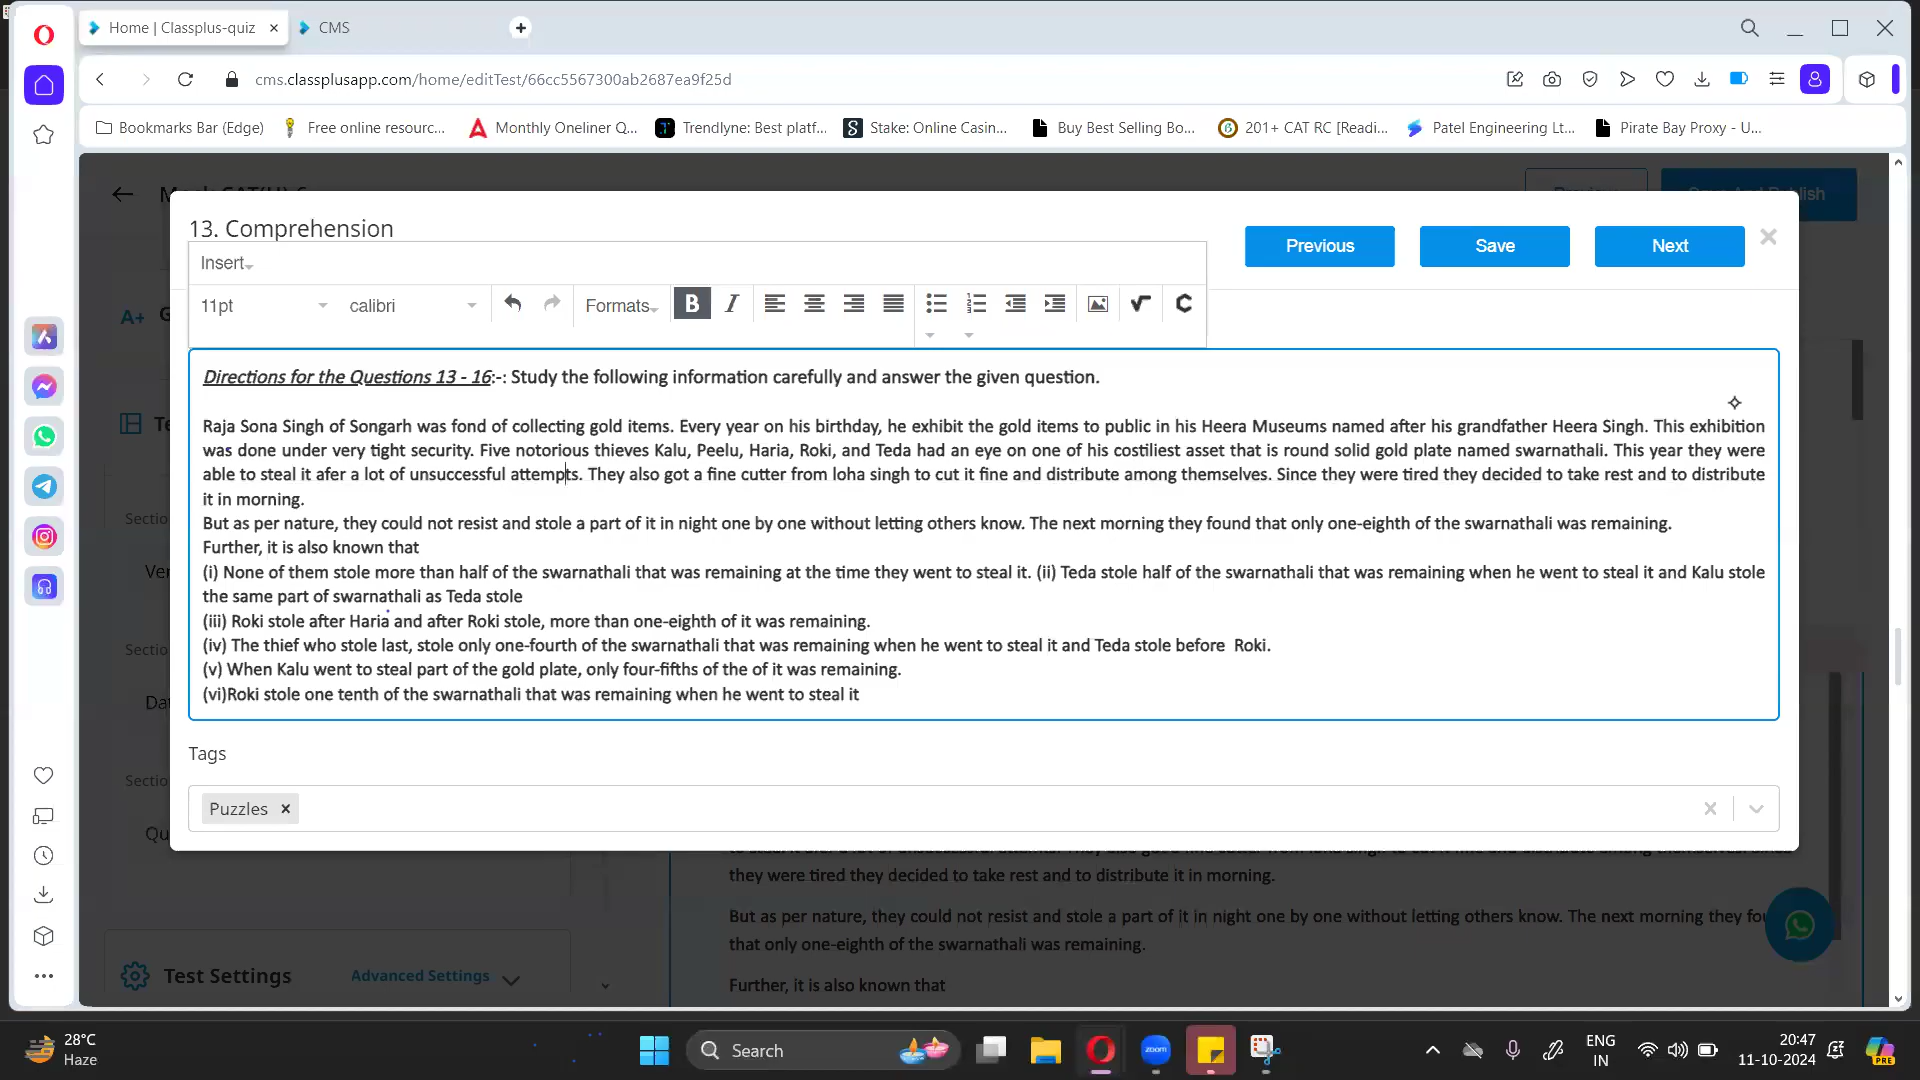 Home | Classplus-quiz
CMS
cms.classplusapp.com/home/editTest/66cc5567300ab2687ea9f25d
Bookmarks Bar (Edge)
Free online resourc...
Monthly Oneliner Q...
Trendlyne: Best platf...
Stake: Online Casin...
Buy Best Selling Bo...
201+ CAT RC [Readi...
Patel Engineering Lt...
Pirate Bay Proxy - U...
13. Comprehension
Previous
Save
Next
Insert
11pt
calibri
Formats
B
I
Directions for the Questions 13 - 16:-: Study the following information carefully and answer the given question.
Raja Sona Singh of Songarh was fond of collecting gold items. Every year on his birthday, he exhibit the gold items to public in his Heera Museums named after his grandfather Heera Singh. This exhibition
was done under very tight security. Five notorious thieves Kalu, Peelu, Haria, Roki, and Teda had an eye on one of his costiliest asset that is round solid gold plate named swarnathali. This year they were
able to steal it afer a lot of unsuccessful attempts. They also got a fine cutter from loha singh to cut it fine and distribute among themselves. Since they were tired they decided to take rest and to distribute
it in morning.
But as per nature, they could not resist and stole a part of it in night one by one without letting others know. The next morning they found that only one-eighth of the swarnathali was remaining.
Further, it is also known that
(i) None of them stole more than half of the swarnathali that was remaining at the time they went to steal it. (ii) Teda stole half of the swarnathali that was remaining when he went to steal it and Kalu stole
the same part of swarnathali as Teda stole
(iii) Roki stole after Haria and after Roki stole, more than one-eighth of it was remaining.
(iv) The thief who stole last, stole only one-fourth of the swarnathali that was remaining when he went to steal it and Teda stole before Roki.
(v) When Kalu went to steal part of the gold plate, only four-fifths of the of it was remaining.
(vi)Roki stole one tenth of the swarnathali that was remaining when he went to steal it
Tags
Puzzles
they were tired they decided to take rest and to distribute it in morning.
But as per nature, they could not resist and stole a part of it in night one by one without letting others know. The next morning they fou
that only one-eighth of the swarnathali was remaining.
Further, it is also known that
Test Settings
Advanced Settings
28°C
Haze
Search
zoom
ENG
IN
20:47
11-10-2024